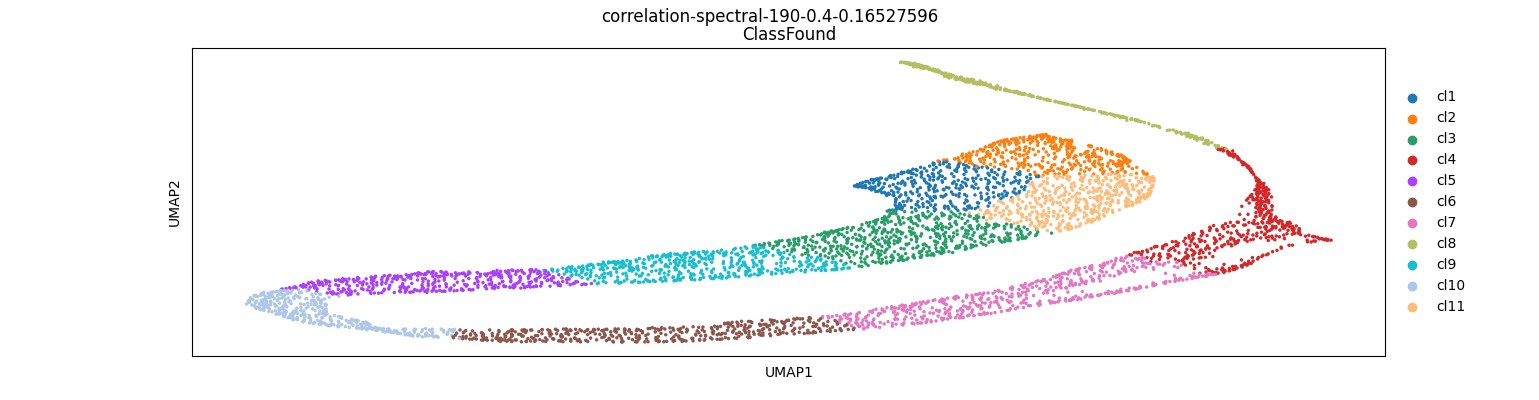 correlation-spectral-190-0.4-0.16527596
ClassFound
UMAP2
UMAP1
cl1
cl2
cl3
cl4
cl5
cl6
cl7
cl8
cl9
cl10
cl11